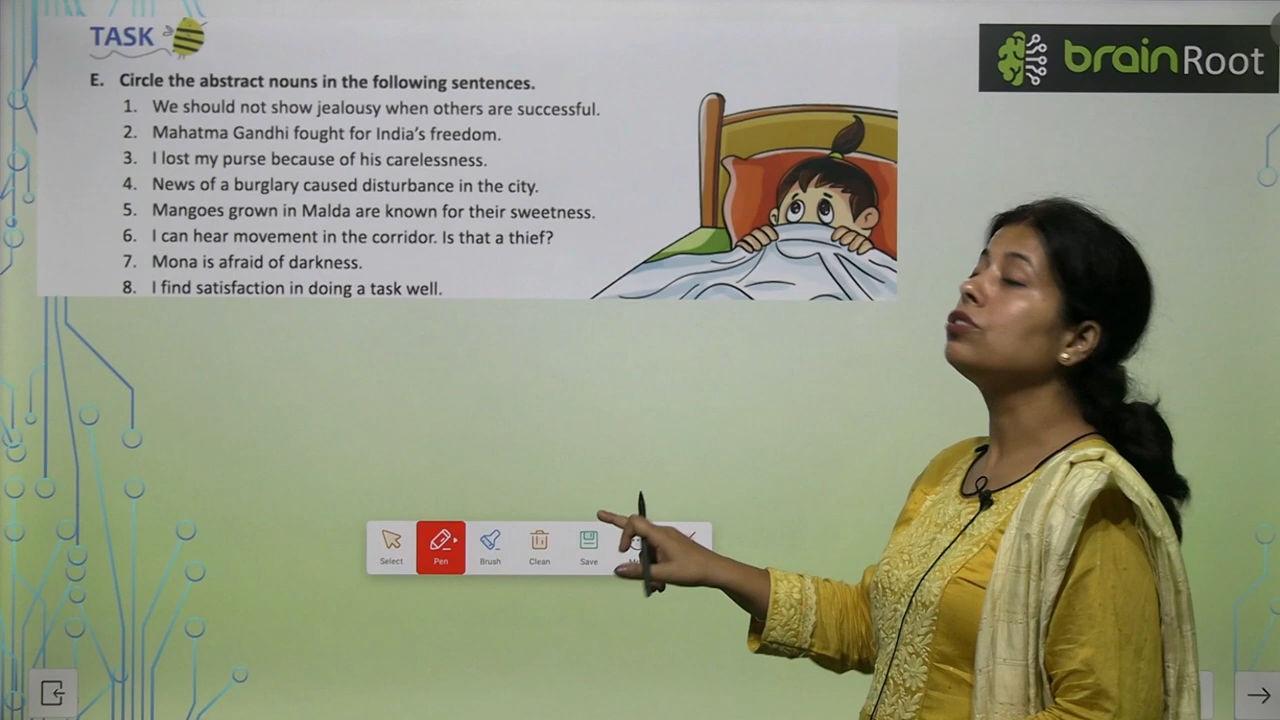 TASK
brainRoot
E. Circle the abstract nouns in the following sentences.
1. We should not show jealousy when others are successful.
2. Mahatma Gandhi fought for India's freedom.
3. I lost my purse because of his carelessness.
4. News of a burglary caused disturbance in the city.
5. Mangoes grown in Malda are known for their sweetness.
6. I can hear movement in the corridor. Is that a thief?
7. Mona is afraid of darkness.
8. I find satisfaction in doing a task well.
Select Pen Brush Clean Save